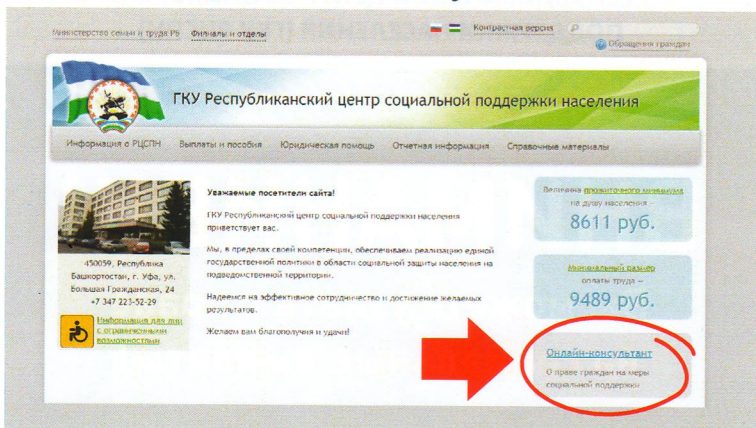 Министерство семьи и труда РБ
Филиалы и отделы
Контрастная версия
Обращения граждан
ГКУ Республиканский центр социальной поддержки населения
Информация о РЦСПН
Выплаты и пособия
Юридическая помощь
Отчетная информация
Справочные материалы
450059, Республика
Башкортостан, г. Уфа, ул.
Большая Гражданская, 24
+7 347 223-52-29
Информация для лиц
с ограниченными
возможностями
Уважаемые посетители сайта!
ГКУ Республиканский центр социальной поддержки населения
приветствует вас.
Мы, в пределах своей компетенции, обеспечиваем реализацию единой
государственной политики в области социальной защиты населения на
подведомственной территории.
Надеемся на эффективное сотрудничество и достижение желаемых
результатов.
Желаем вам благополучия и удачи!
Величина прожиточного минимума
на душу населения –
8611 руб.
минимальный размер
оплаты труда –
9489 руб.
Онлайн-консультант
О праве граждан на меры
социальной поддержки